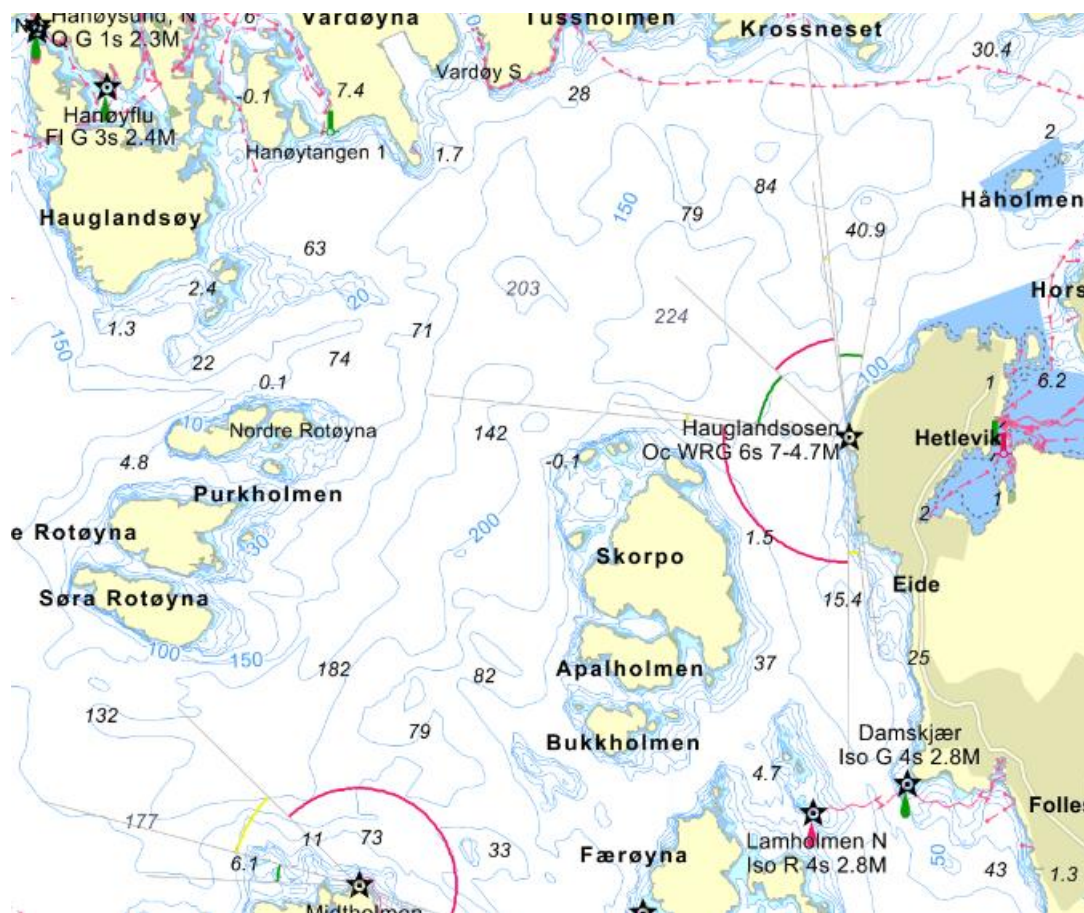 Hanøysund, N
Q G 1s 2.3M
Vardøyna
Tussholmen
Krossneset
30.4
7.4
Vardøy S
28
-0.1
Hanøyflu
Fl G 3s 2.4M
Hanøytangen 1
1.7
2
84
150
79
Håholmen
Hauglandsøy
40.9
63
2.4
203
20
224
Hors
1.3
150
71
22
74
100
0.1
1
6.2
10
Nordre Rotøyna
142
Hauglandsosen
Oc WRG 6s 7-4.7M
Hetlevik
4.8
-0.1
Purkholmen
1
2
e Rotøyna
30
200
1.5
Skorpo
Eide
Søra Rotøyna
15.4
100
150
182
82
Apalholmen
37
25
132
79
Bukkholmen
Damskjær
Iso G 4s 2.8M
4.7
Folles
177
11
73
33
6.1
Færøyna
Lamholmen N
Iso R 4s 2.8M
50
43
1.3
Midtholmen